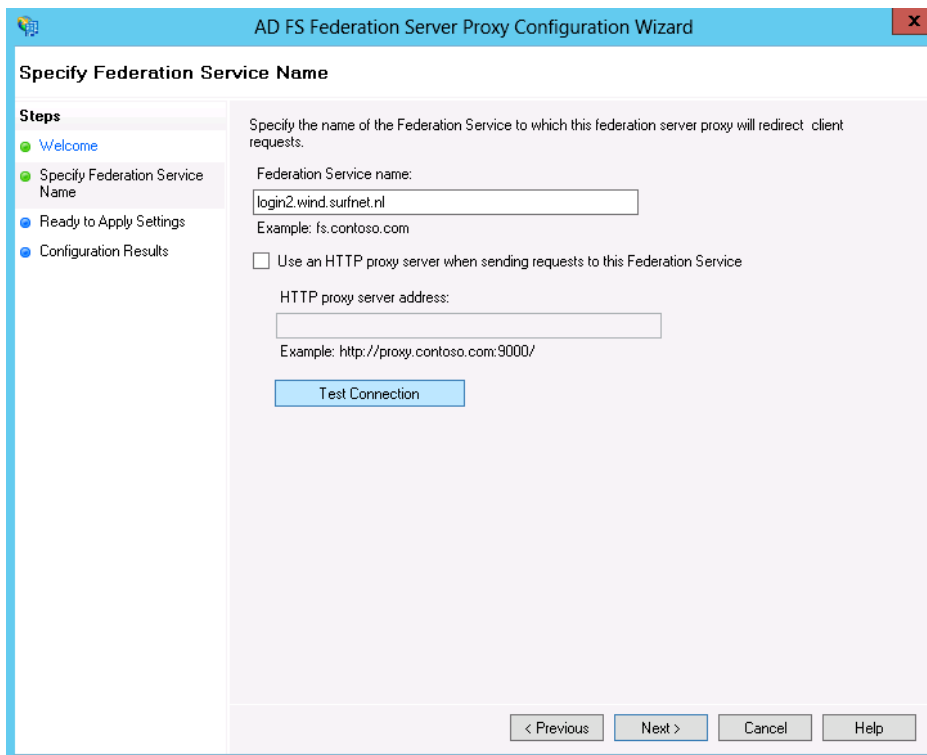 AD FS Federation Server Proxy Configuration Wizard
x
Specify Federation Service Name
Steps
Welcome
Specify Federation Service
Name
Ready to Apply Settings
Configuration Results
Specify the name of the Federation Service to which this federation server proxy will redirect client
requests.
Federation Service name:
login2.wind.surfnet.nl
Example: fs.contoso.com
Use an HTTP proxy server when sending requests to this Federation Service
HTTP proxy server address:
Example: http://proxy.contoso.com:9000/
Test Connection
< Previous
Next >
Cancel
Help